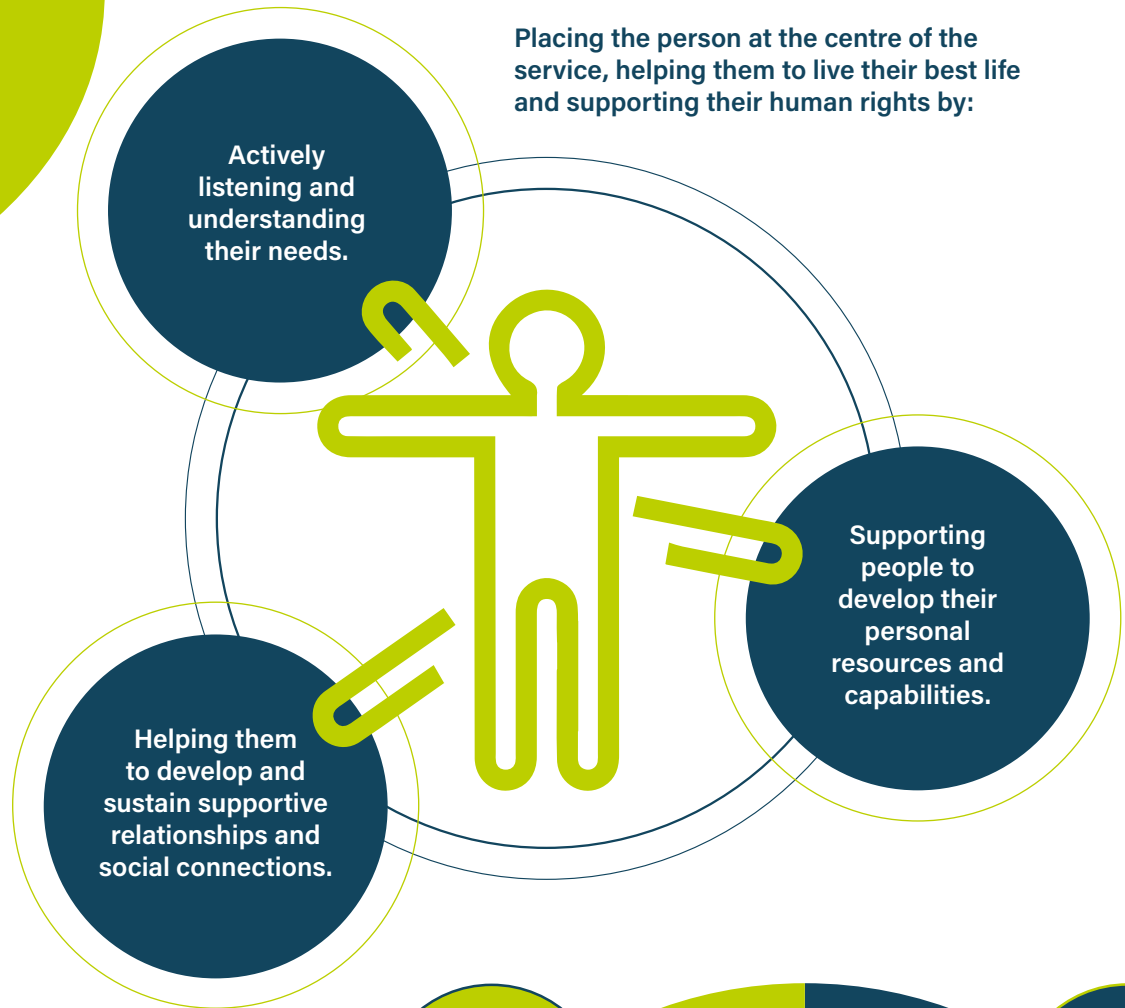 Placing the person at the centre of the
service, helping them to live their best life
and supporting their human rights by:
Actively
listening and
understanding
their needs.
Supporting
people to
develop their
personal
resources and
capabilities.
Helping them
to develop and
sustain supportive
relationships and
social connections.